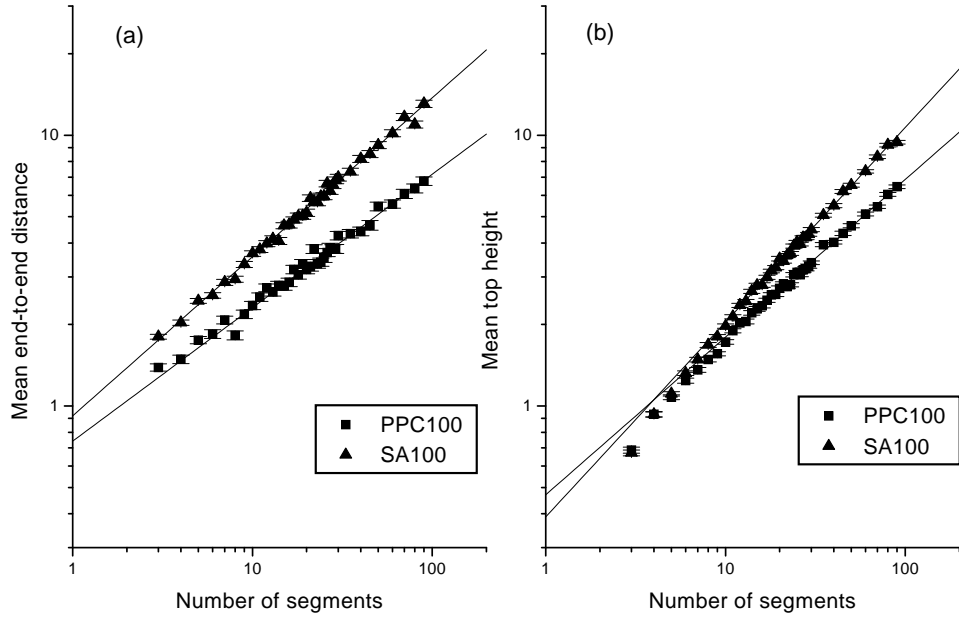 (a)
10
1
Mean end-to-end distance
PPC100
SA100
1
10
100
Number of segments
(b)
10
1
Mean top height
PPC100
SA100
1
10
100
Number of segments